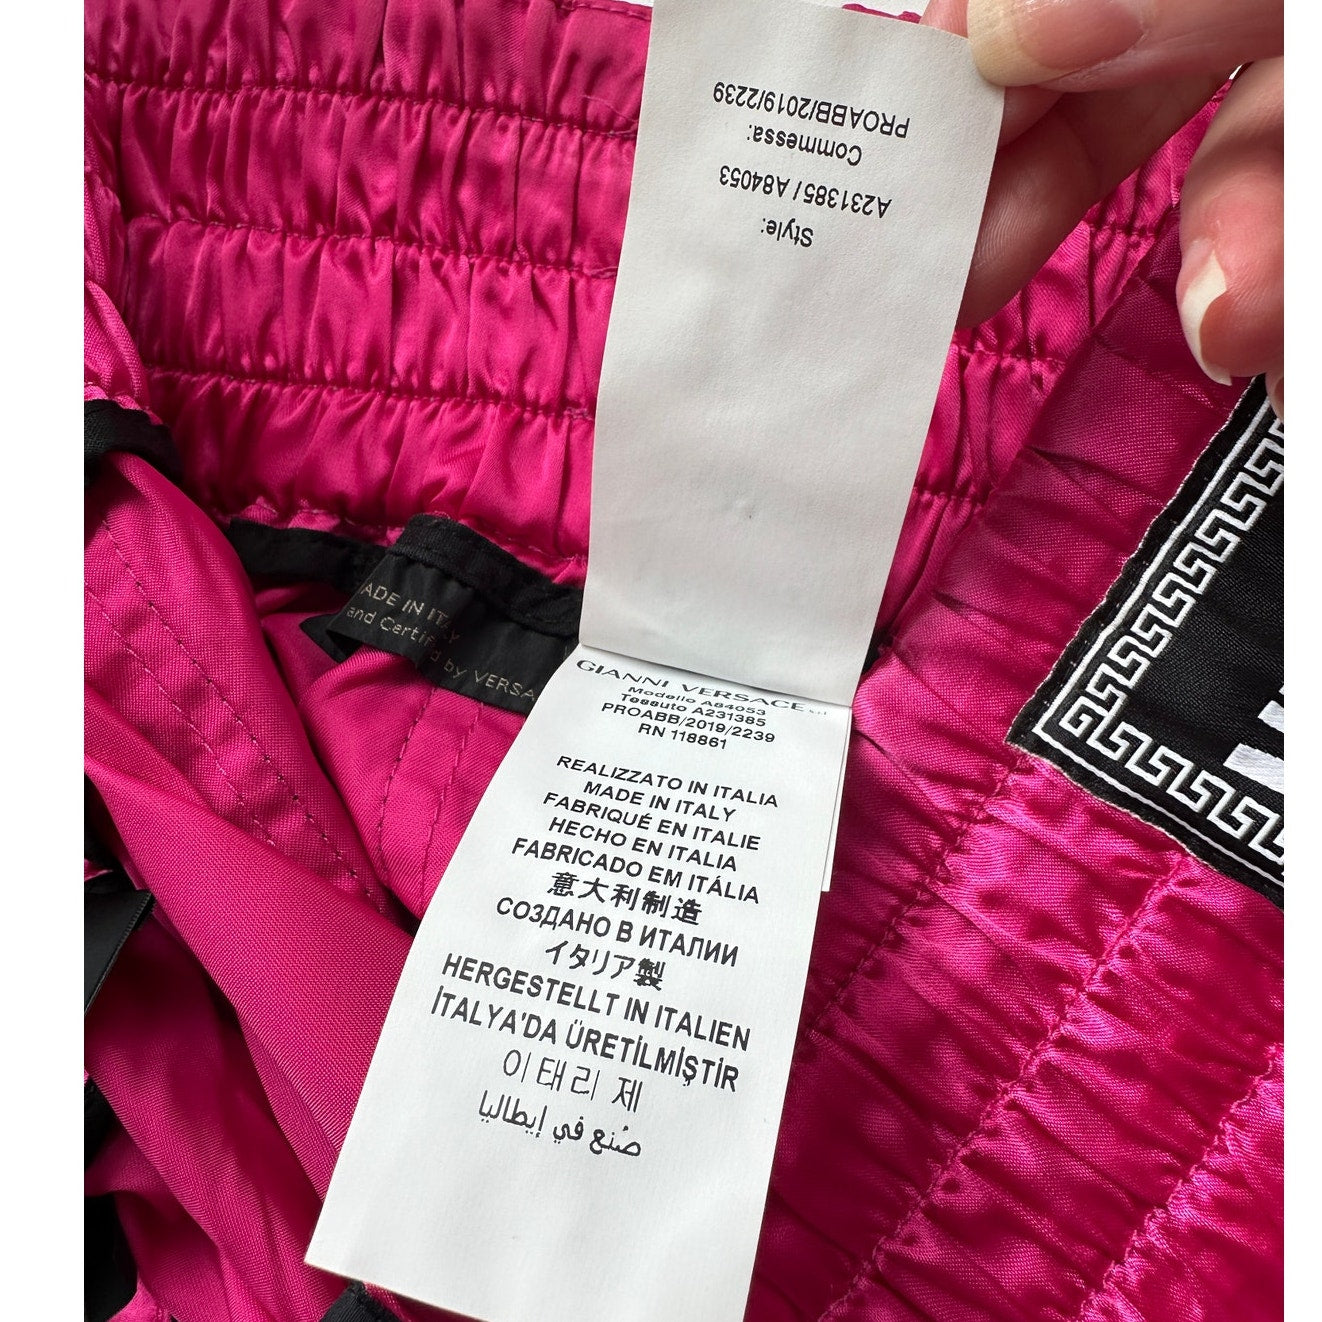 Style:
A231385 / A84053
Commessa:
PROABB/2019/2239
ADE IN ITALY
and Certified by VERSA
GIANNI VERSACE s.r.l
Modello A84053
Tessuto A231385
PROABB/2019/2239
RN 118861
REALIZZATO IN ITALIA
MADE IN ITALY
FABRIQUÉ EN ITALIE
HECHO EN ITALIA
FABRICADO EM ITÁLIA
意大利制造
СОЗДАНО В ИТАЛИИ
イタリア製
HERGESTELLT IN ITALIEN
İTALYA'DA ÜRETİLMİŞTİR
이태리 제
صُنع في إيطاليا